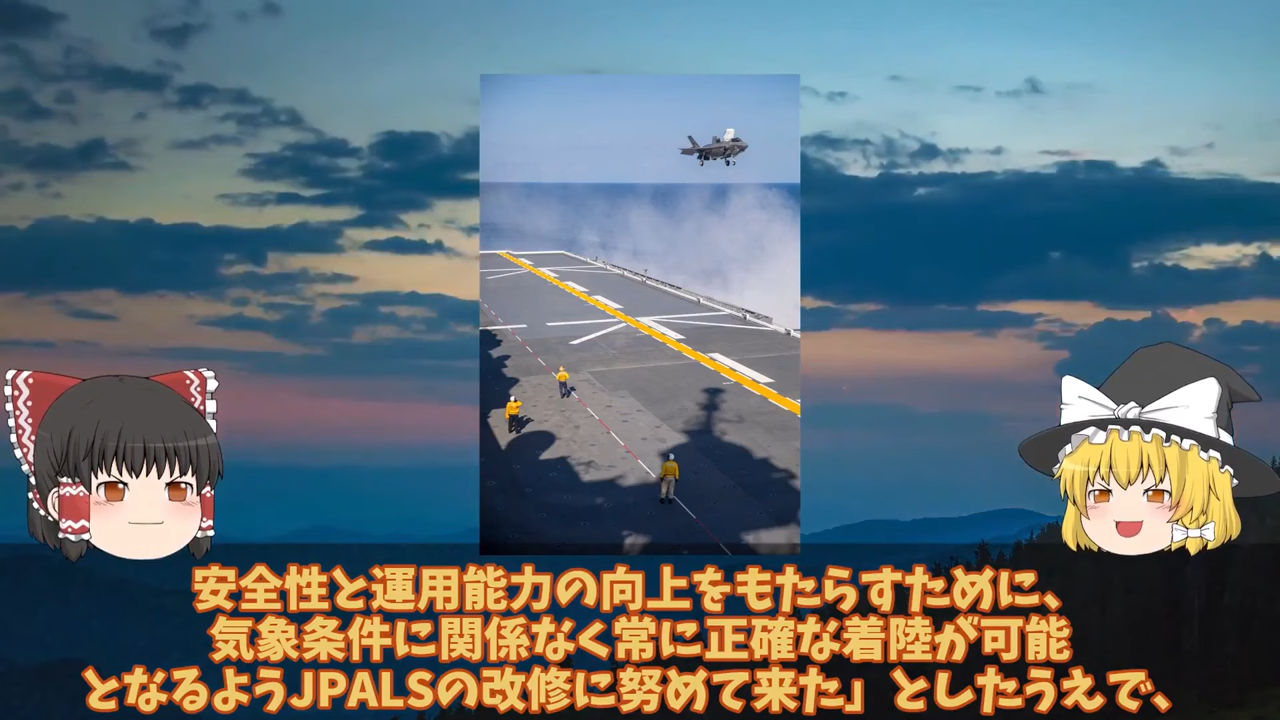 安全性と運用能力の向上をもたらすために、
気象条件に関係なく常に正確な着陸が可能
となるようJPALSの改修に努めて来た」としたうえで、